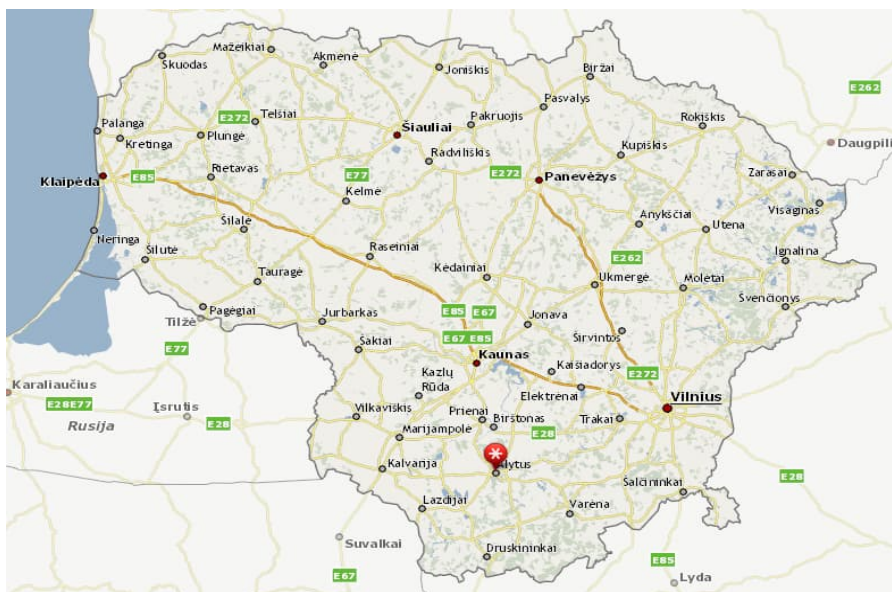 Mažeikiai
Skuodas
Akmenė
Joniškis
Biržai
E262
Pasvalys
E272
Telšiai
Pakruojis
Rokiškis
Palanga
Kretinga
Plungė
Šiauliai
Daugpili
Radviliškis
Kupiškis
Rietavas
E77
E272
Panevėžys
Zarasai
Klaipėda
E85
Kelmė
Visaginas
Šilalė
Anykščiai
Utena
Neringa
Šilutė
Raseiniai
E262
Ignalina
Tauragė
Kėdainiai
Ukmergė
Molėtai
Švenčionys
Pagėgiai
Tilžė
Jurbarkas
E85
E67
Jonava
Širvintos
E77
Šakiai
E67
E85
Kaunas
Kaišiadorys
E272
Karaliaučius
Kazlų
Rūda
Elektrėnai
Vilnius
E28E77
Įsrutis
Vilkaviškis
Prienai
Birštonas
Trakai
Rusija
E28
Marijampolė
E28
Kalvarija
Alytus
Šalčininkai
E28
Lazdijai
Varėna
Suvalkai
Druskininkai
E67
E85
Lyda